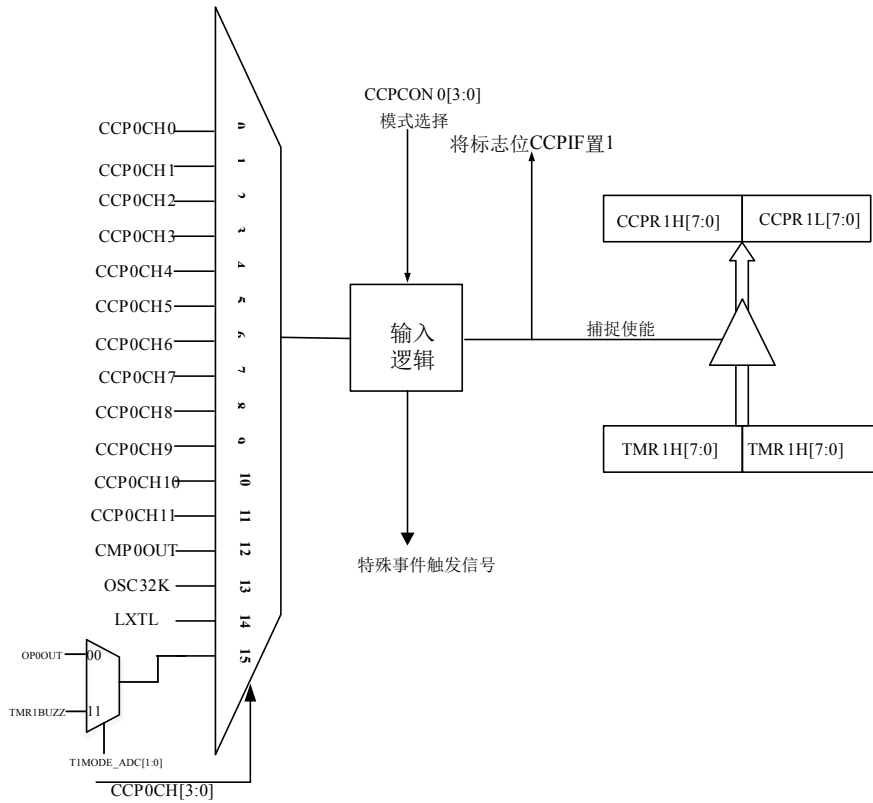 CCPCON 0[3:0]
模式选择
将标志位CCPIF置1
CCP0CH0
0
CCP0CH1
1
CCP0CH2
2
CCP0CH3
3
CCP0CH4
4
CCP0CH5
5
CCP0CH6
6
CCP0CH7
7
CCP0CH8
8
CCP0CH9
9
CCP0CH10
10
CCP0CH11
11
CMP0OUT
12
OSC32K
13
LXTL
14
15
OP0OUT
00
TMR1BUZZ
11
T1MODE_ADC[1:0]
CCP0CH[3:0]
输入
逻辑
捕捉使能
特殊事件触发信号
CCPR1H[7:0]
CCPR1L[7:0]
TMR1H[7:0]
TMR1H[7:0]